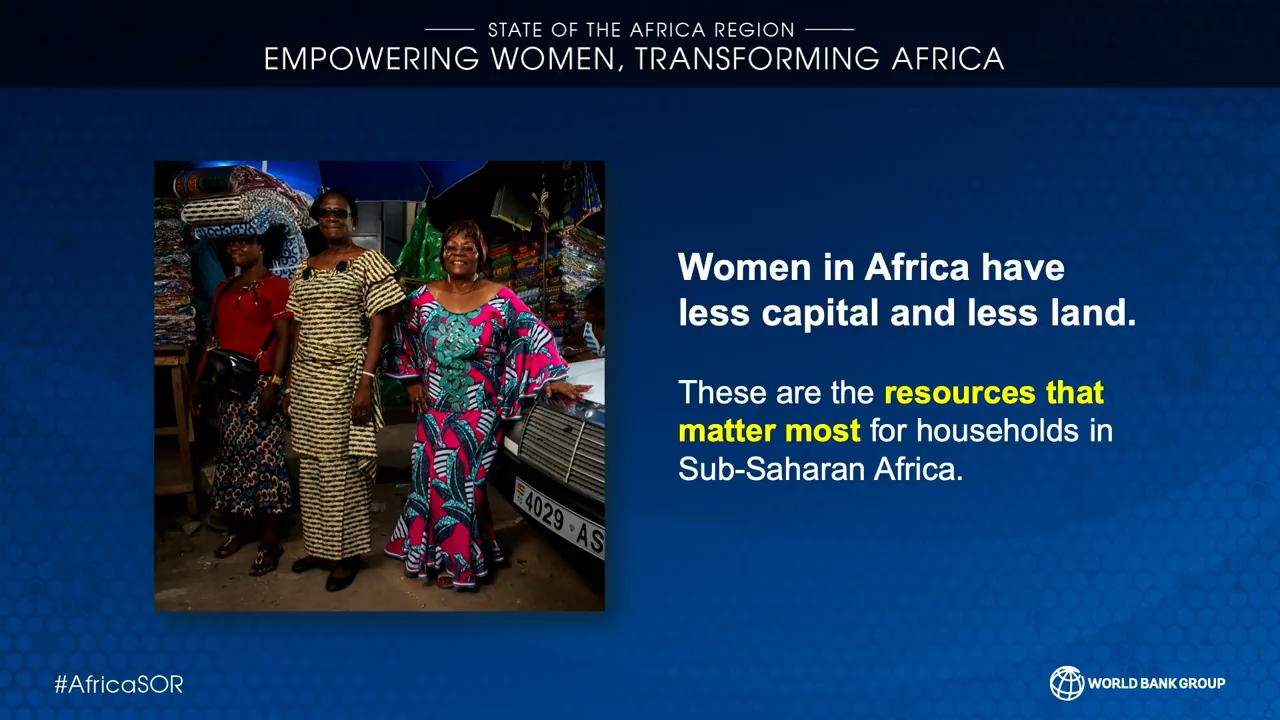 STATE OF THE AFRICA REGION
EMPOWERING WOMEN, TRANSFORMING AFRICA
Women in Africa have
less capital and less land.
These are the resources that
matter most for households in
Sub-Saharan Africa.
4029 AS
#AfricaSOR
WORLD BANK GROUP